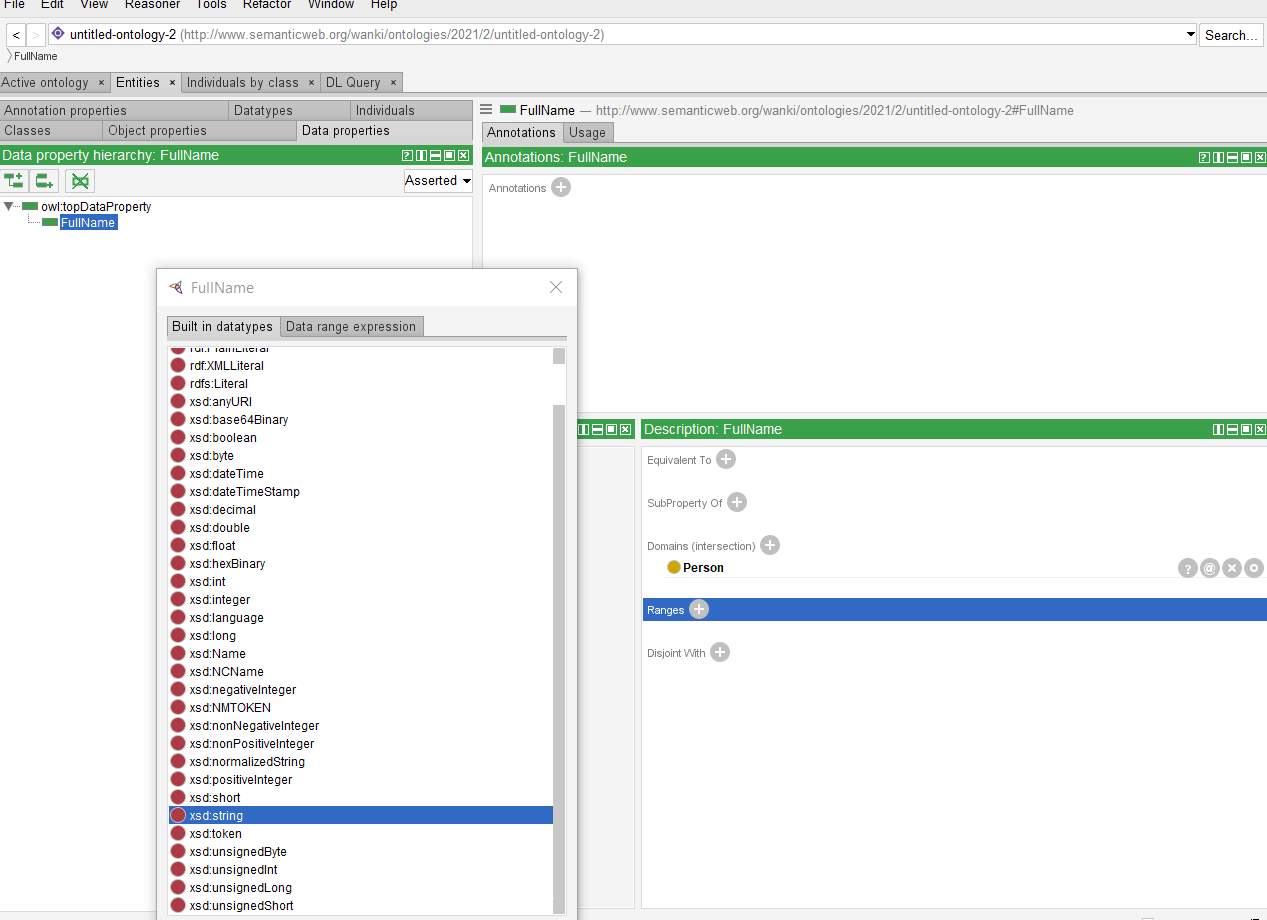 File Edit View Reasoner Tools Refactor Window Help
< > untitled-ontology-2 (http://www.semanticweb.org/wanki/ontologies/2021/2/untitled-ontology-2) Search...
FullName
Active ontology × Entities × Individuals by class × DL Query ×
Annotation properties Datatypes Individuals
Classes Object properties Data properties
Data property hierarchy: FullName
Asserted
owl:topDataProperty
FullName
FullName — http://www.semanticweb.org/wanki/ontologies/2021/2/untitled-ontology-2#FullName
Annotations Usage
Annotations: FullName
Annotations
FullName
Built in datatypes Data range expression
rdf:PlainLiteral
rdf:XMLLiteral
rdfs:Literal
xsd:anyURI
xsd:base64Binary
xsd:boolean
xsd:byte
xsd:dateTime
xsd:dateTimeStamp
xsd:decimal
xsd:double
xsd:float
xsd:hexBinary
xsd:int
xsd:integer
xsd:language
xsd:long
xsd:Name
xsd:NCName
xsd:negativeInteger
xsd:NMTOKEN
xsd:nonNegativeInteger
xsd:nonPositiveInteger
xsd:normalizedString
xsd:positiveInteger
xsd:short
xsd:string
xsd:token
xsd:unsignedByte
xsd:unsignedInt
xsd:unsignedLong
xsd:unsignedShort
Description: FullName
Equivalent To
SubProperty Of
Domains (intersection)
Person
Ranges
Disjoint With